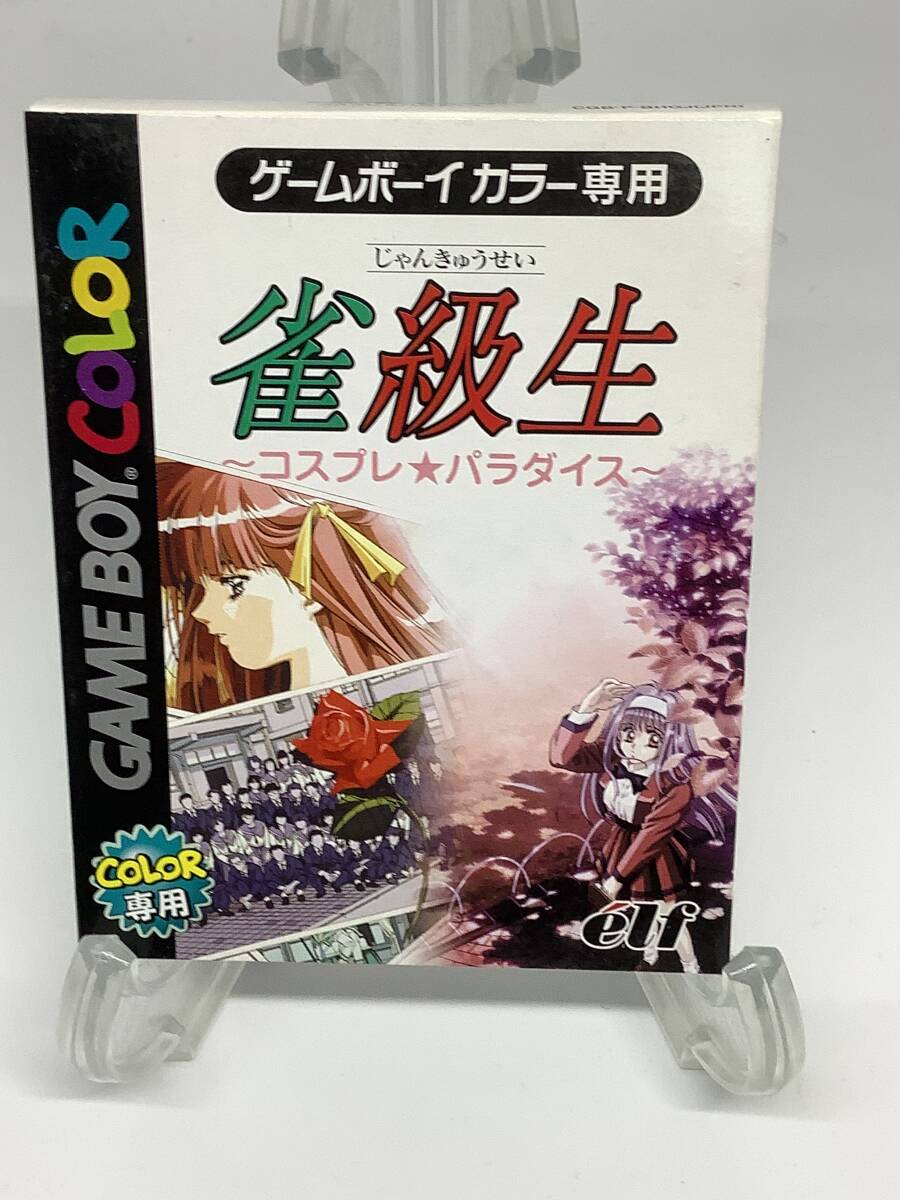 ゲームボーイ カラー専用
じゃんきゅうせい
雀級生
～コスプレ★パラダイス～
GAME BOY® COLOR
COLOR
専用
élf